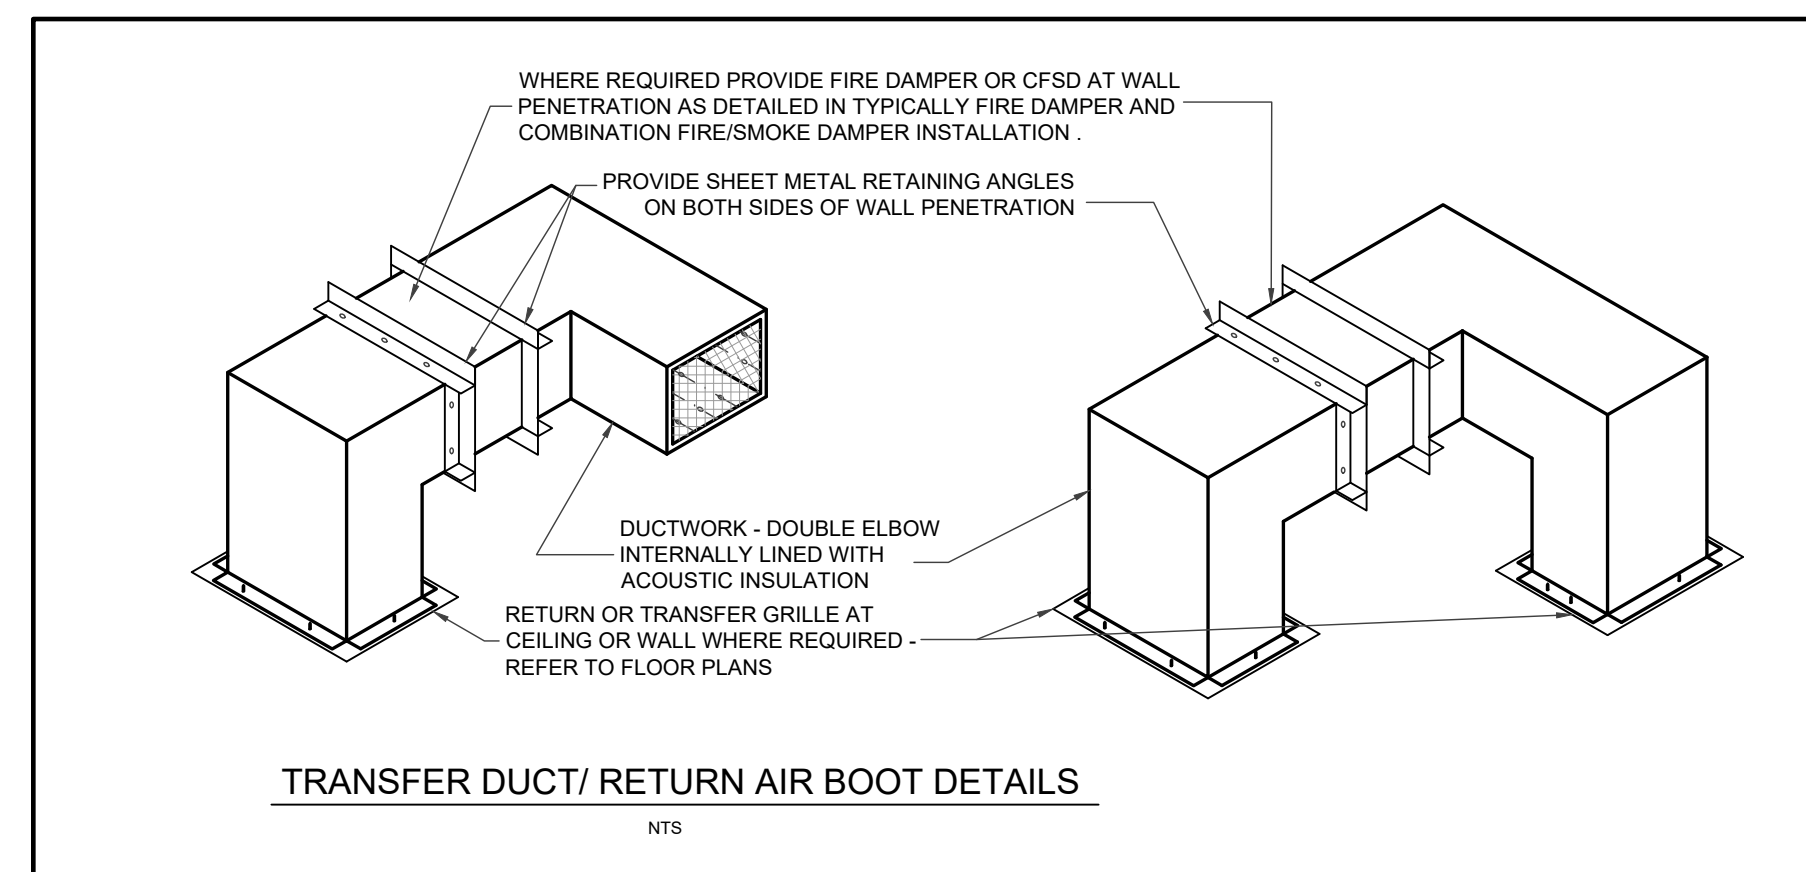 WHERE REQUIRED PROVIDE FIRE DAMPER OR CFSD AT WALL
PENETRATION AS DETAILED IN TYPICALLY FIRE DAMPER AND
COMBINATION FIRE/SMOKE DAMPER INSTALLATION .
PROVIDE SHEET METAL RETAINING ANGLES
ON BOTH SIDES OF WALL PENETRATION
DUCTWORK - DOUBLE ELBOW
INTERNALLY LINED WITH
ACOUSTIC INSULATION
RETURN OR TRANSFER GRILLE AT
CEILING OR WALL WHERE REQUIRED -
REFER TO FLOOR PLANS
TRANSFER DUCT/ RETURN AIR BOOT DETAILS
NTS